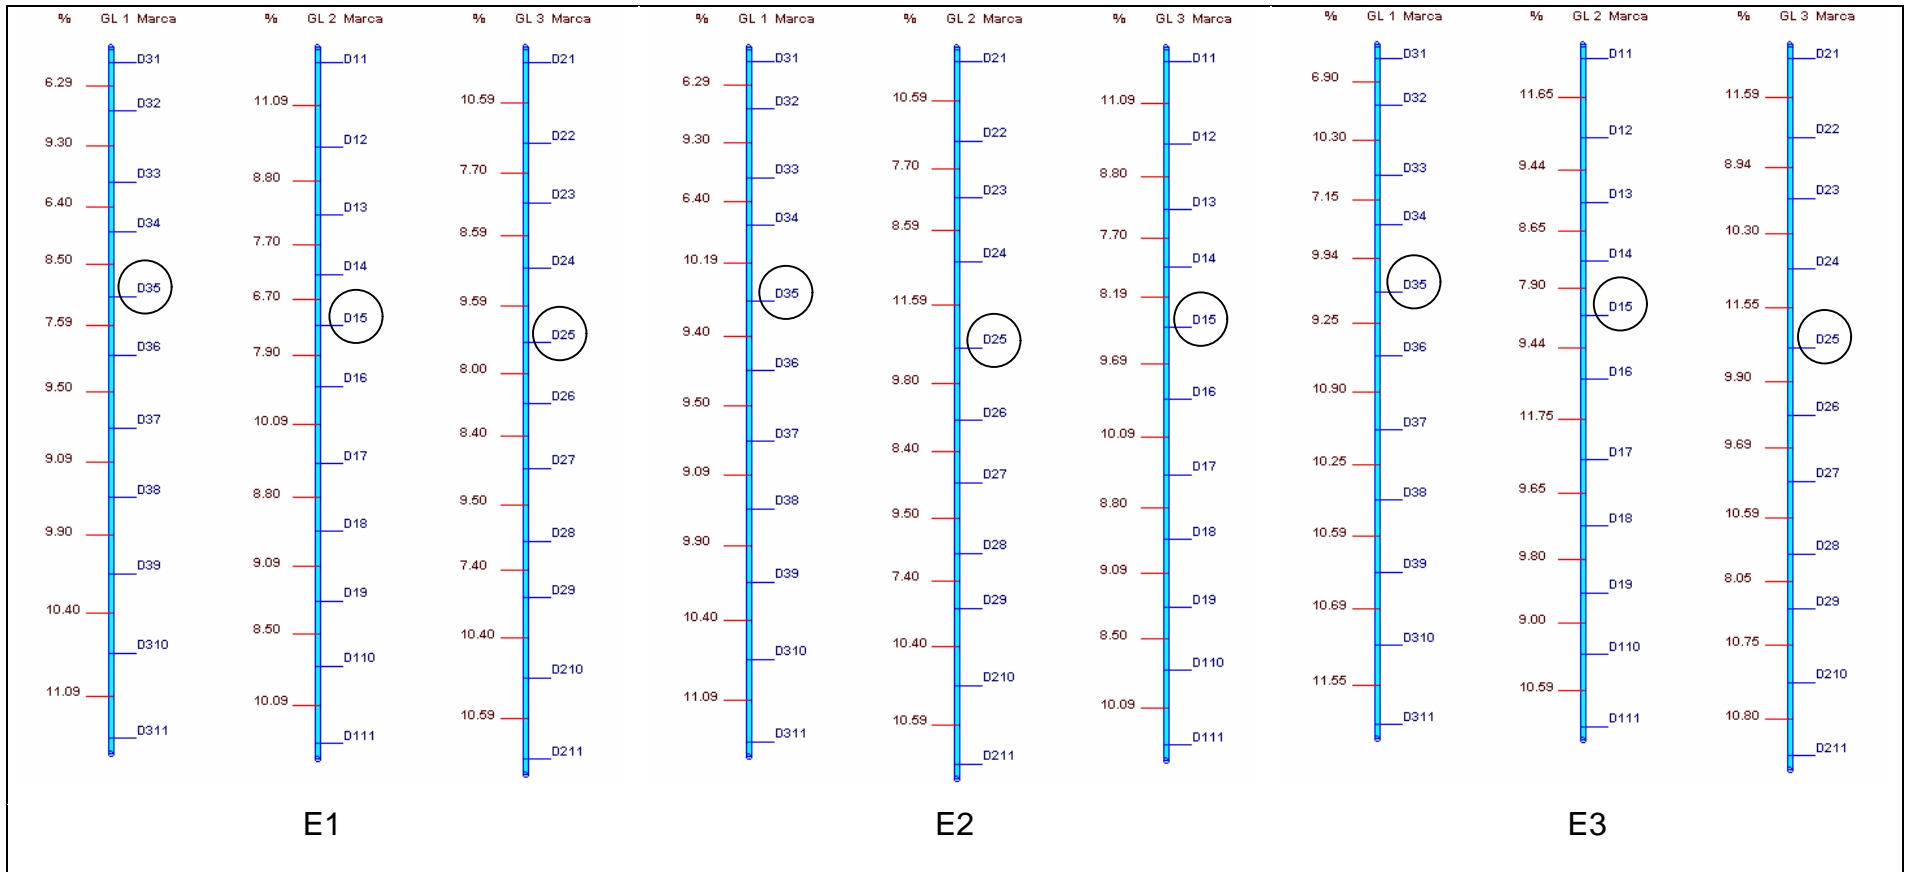 % GL 1 Marca
D31
6.29
D32
9.30
D33
6.40
D34
8.50
D35
7.59
D36
9.50
D37
9.09
D38
9.90
D39
10.40
D310
11.09
D311
% GL 2 Marca
D11
11.09
D12
8.80
D13
7.70
D14
6.70
D15
7.90
D16
10.09
D17
8.80
D18
9.09
D19
8.50
D110
10.09
D111
% GL 3 Marca
D21
10.59
D22
7.70
D23
8.59
D24
9.59
D25
8.00
D26
8.40
D27
9.50
D28
7.40
D29
10.40
D210
10.59
D211
E1
% GL 1 Marca
D31
6.29
D32
9.30
D33
6.40
D34
10.19
D35
9.40
D36
9.50
D37
9.09
D38
9.90
D39
10.40
D310
11.09
D311
% GL 2 Marca
D21
10.59
D22
7.70
D23
8.59
D24
11.59
D25
9.80
D26
8.40
D27
9.50
D28
7.40
D29
10.40
D210
10.59
D211
% GL 3 Marca
D11
11.09
D12
8.80
D13
7.70
D14
8.19
D15
9.69
D16
10.09
D17
8.80
D18
9.09
D19
8.50
D110
10.09
D111
E2
% GL 1 Marca
D31
6.90
D32
10.30
D33
7.15
D34
9.94
D35
9.25
D36
10.90
D37
10.25
D38
10.59
D39
10.69
D310
11.55
D311
% GL 2 Marca
D11
11.65
D12
9.44
D13
8.65
D14
7.90
D15
9.44
D16
11.75
D17
9.65
D18
9.80
D19
9.00
D110
10.59
D111
% GL 3 Marca
D21
11.59
D22
8.94
D23
10.30
D24
11.55
D25
9.90
D26
9.69
D27
10.59
D28
8.05
D29
10.75
D210
10.80
D211
E3